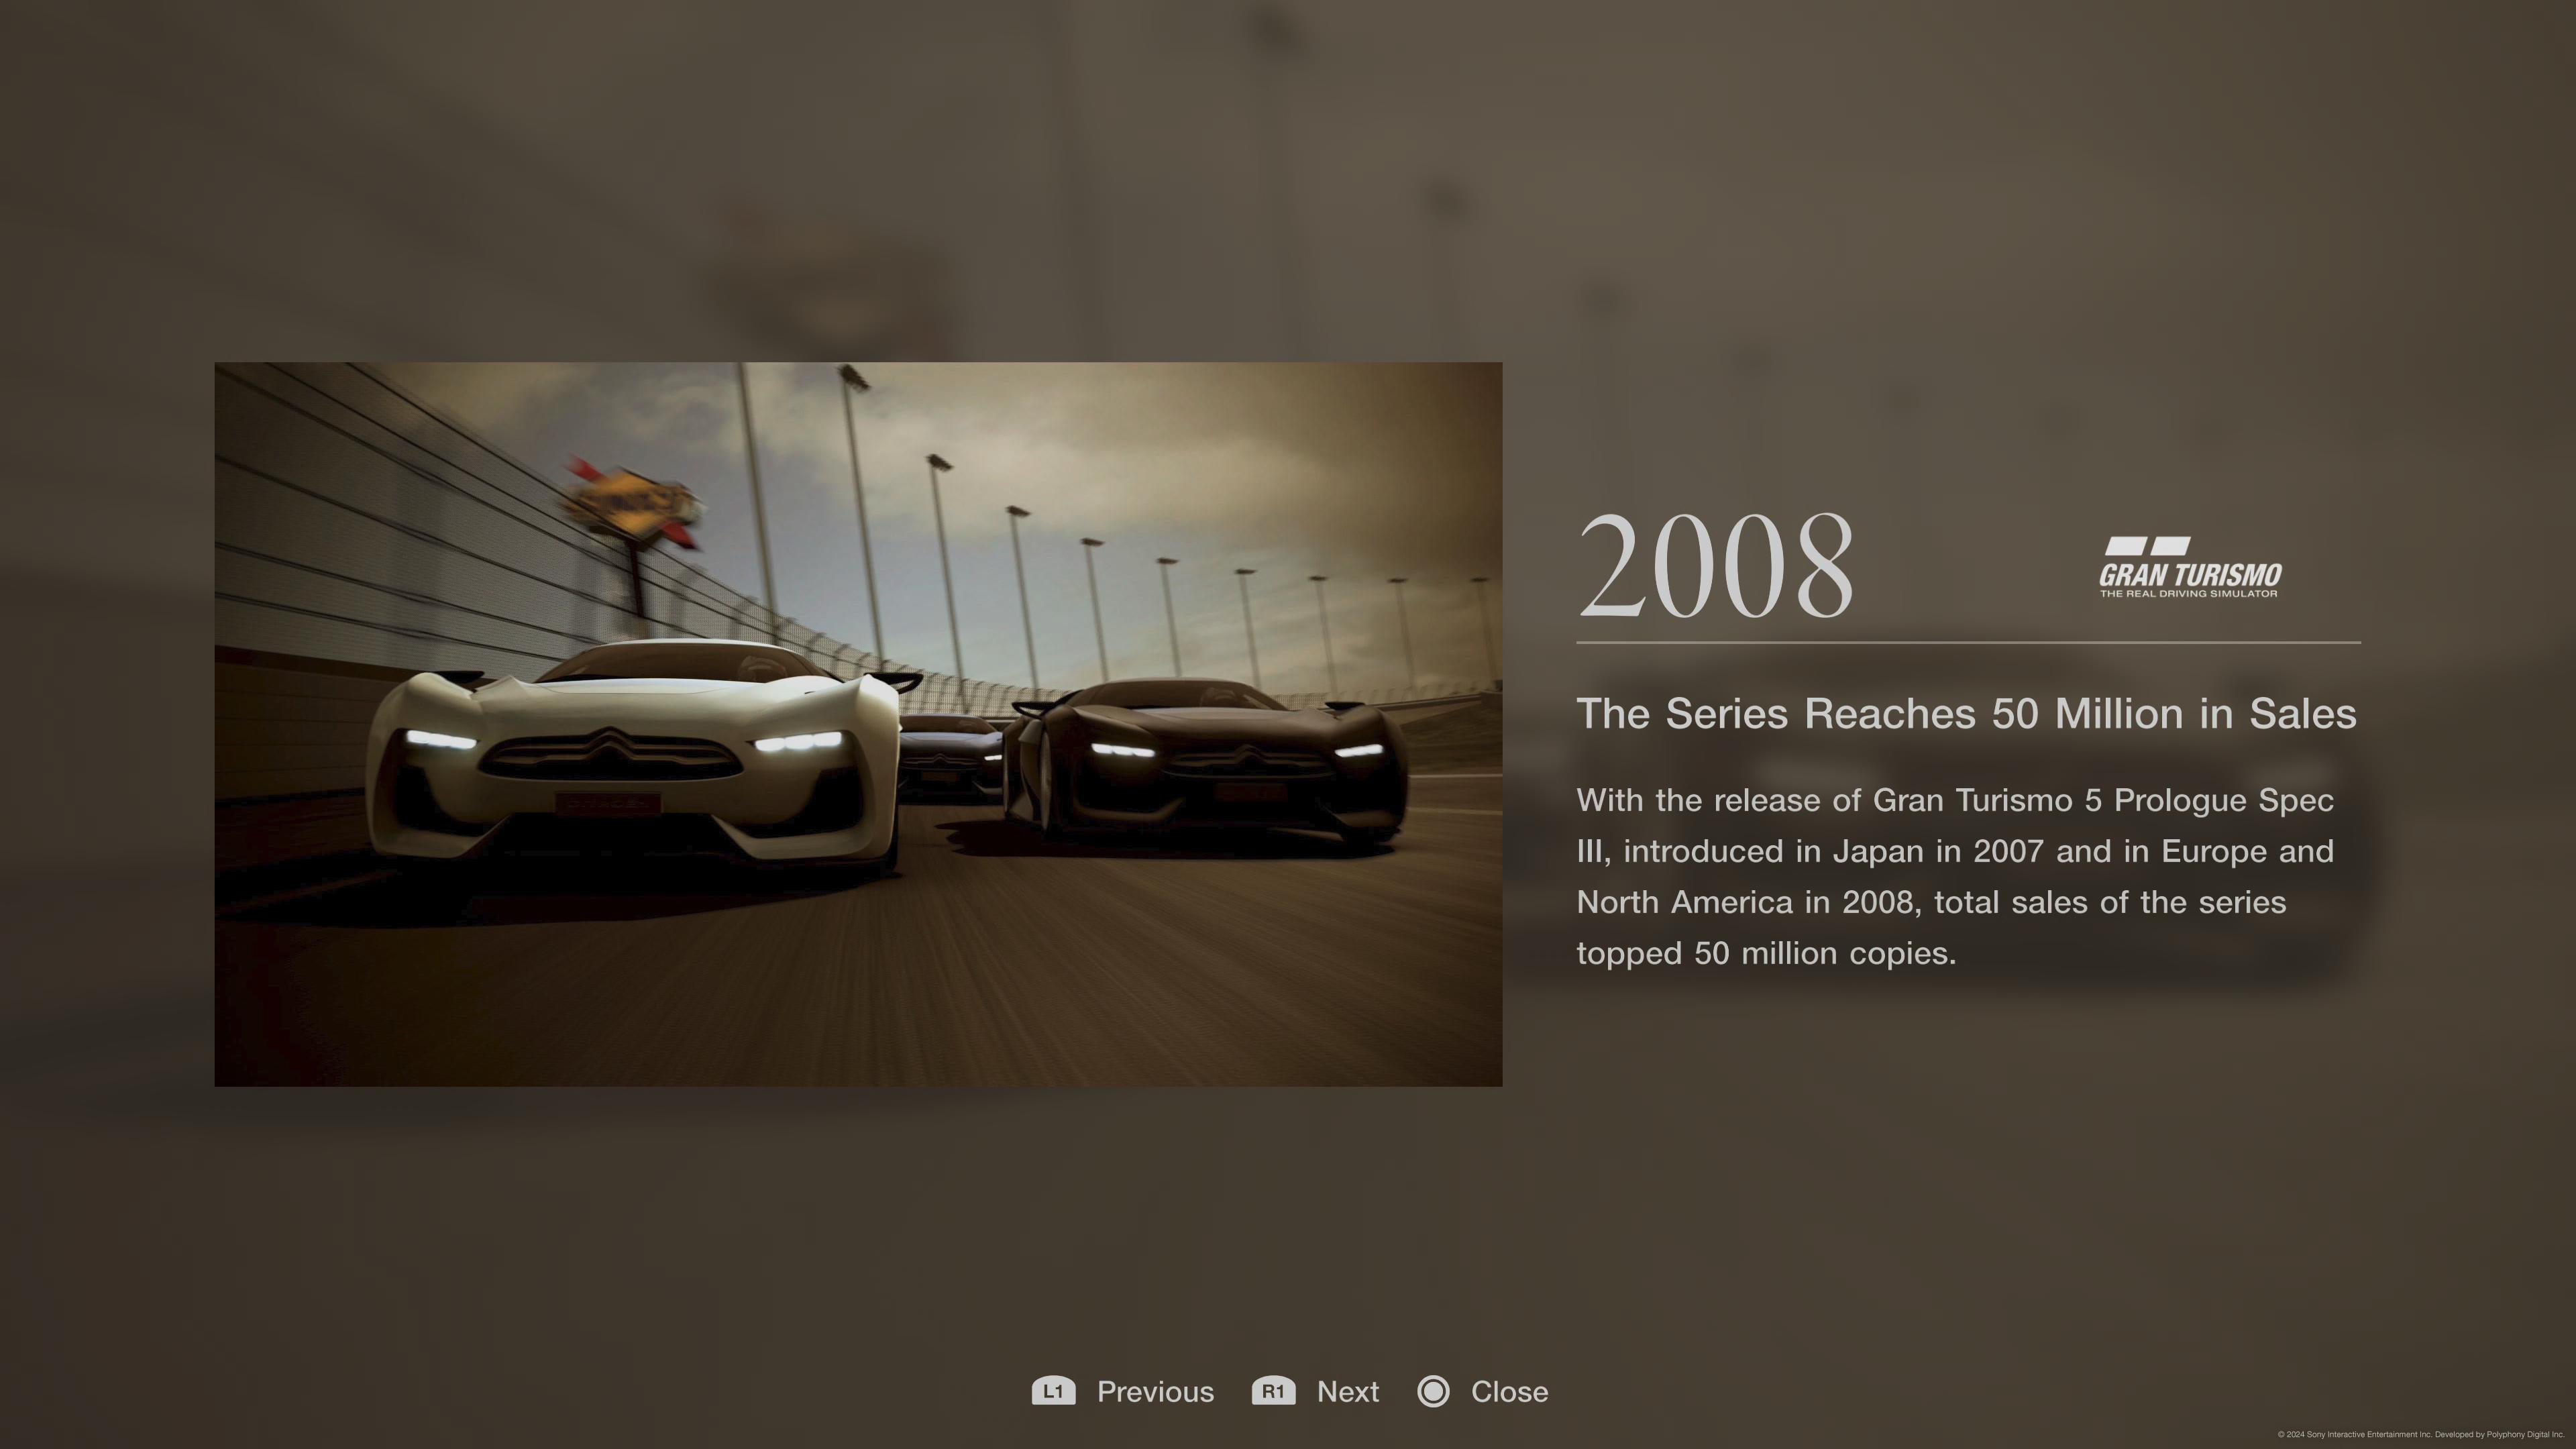 2008
GRAN TURISMO
THE REAL DRIVING SIMULATOR
The Series Reaches 50 Million in Sales
With the release of Gran Turismo 5 Prologue Spec
III, introduced in Japan in 2007 and in Europe and
North America in 2008, total sales of the series
topped 50 million copies.
L1 Previous R1 Next Close
© 2024 Sony Interactive Entertainment Inc. Developed by Polyphony Digital Inc.